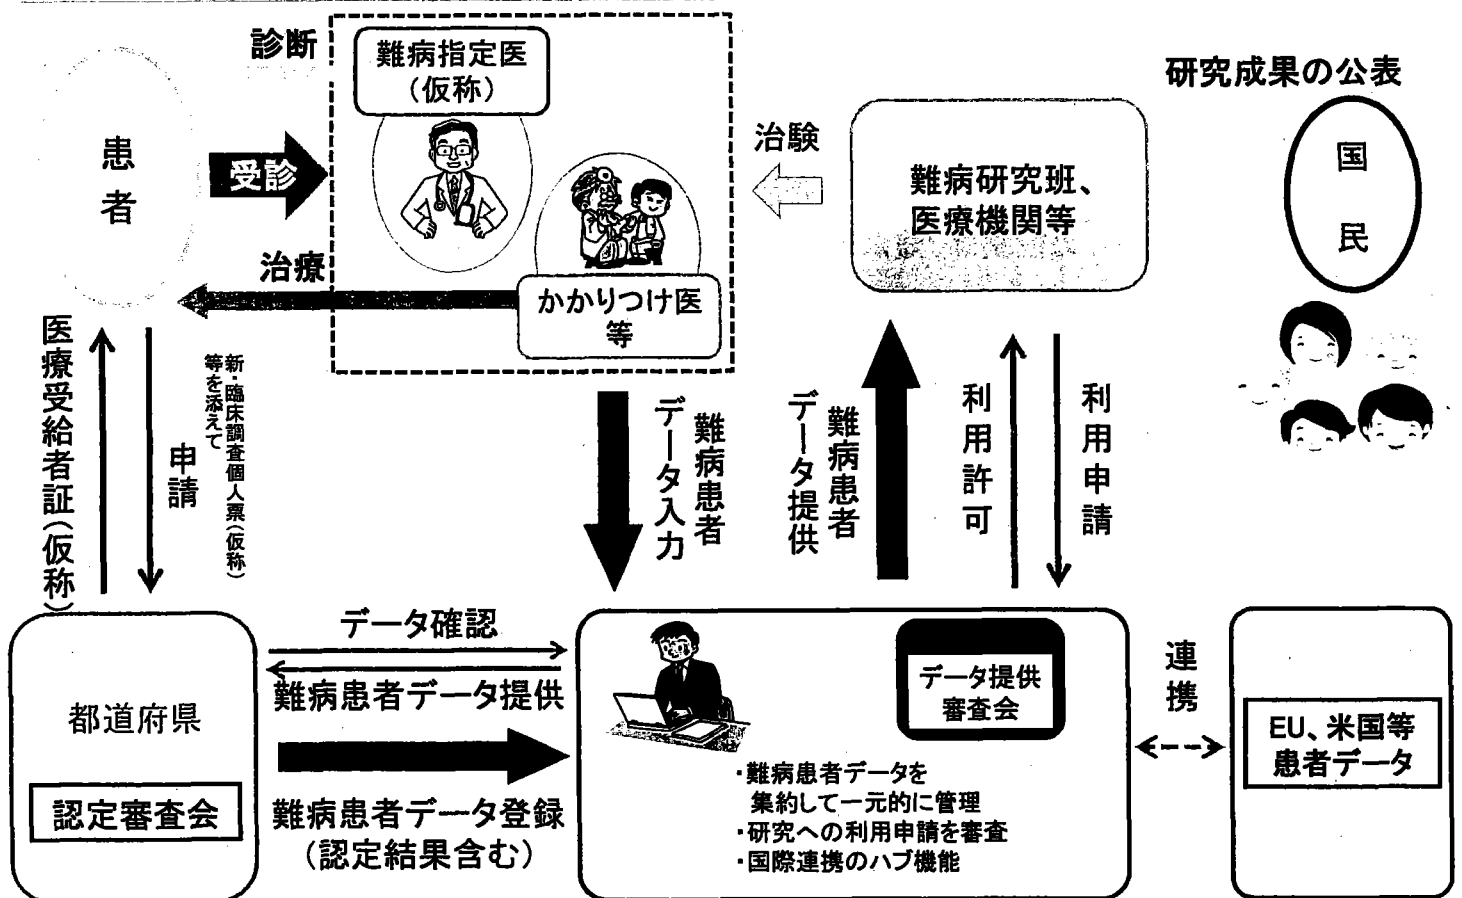 診断
難病指定医
(仮称)
患者
受診
治療
かかりつけ医
等
治験
難病研究班、
医療機関等
研究成果の公表
国民
医療受給者証(仮称)
申請
新・臨床調査個人票(仮称)
等を添えて
難病患者
データ入力
難病患者
データ提供
利用許可
利用申請
都道府県
認定審査会
データ確認
難病患者データ提供
難病患者データ登録
(認定結果含む)
データ提供
審査会
・難病患者データを
集約して一元的に管理
・研究への利用申請を審査
・国際連携のハブ機能
連携
EU、米国等
患者データ